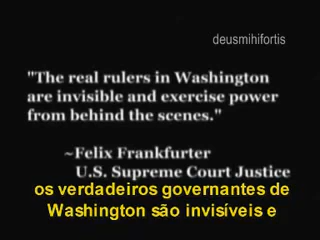 deusmihifortis
"The real rulers in Washington
are invisible and exercise power
from behind the scenes."
~Felix Frankfurter
U.S. Supreme Court Justice
os verdadeiros governantes de
Washington são invisíveis e